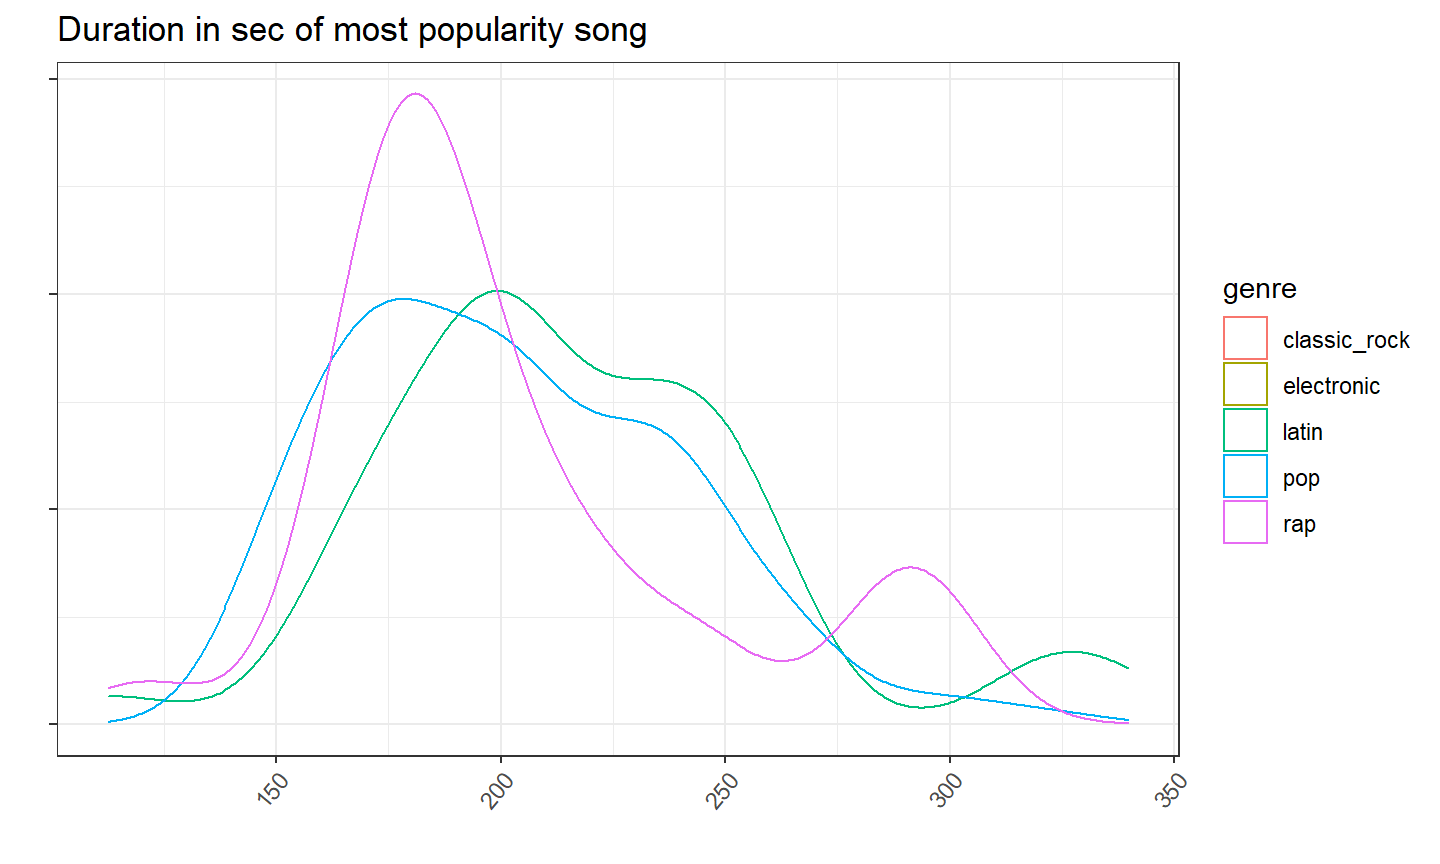 Duration in sec of most popularity song
genre
classic_rock
electronic
latin
pop
rap
150
200
250
300
350